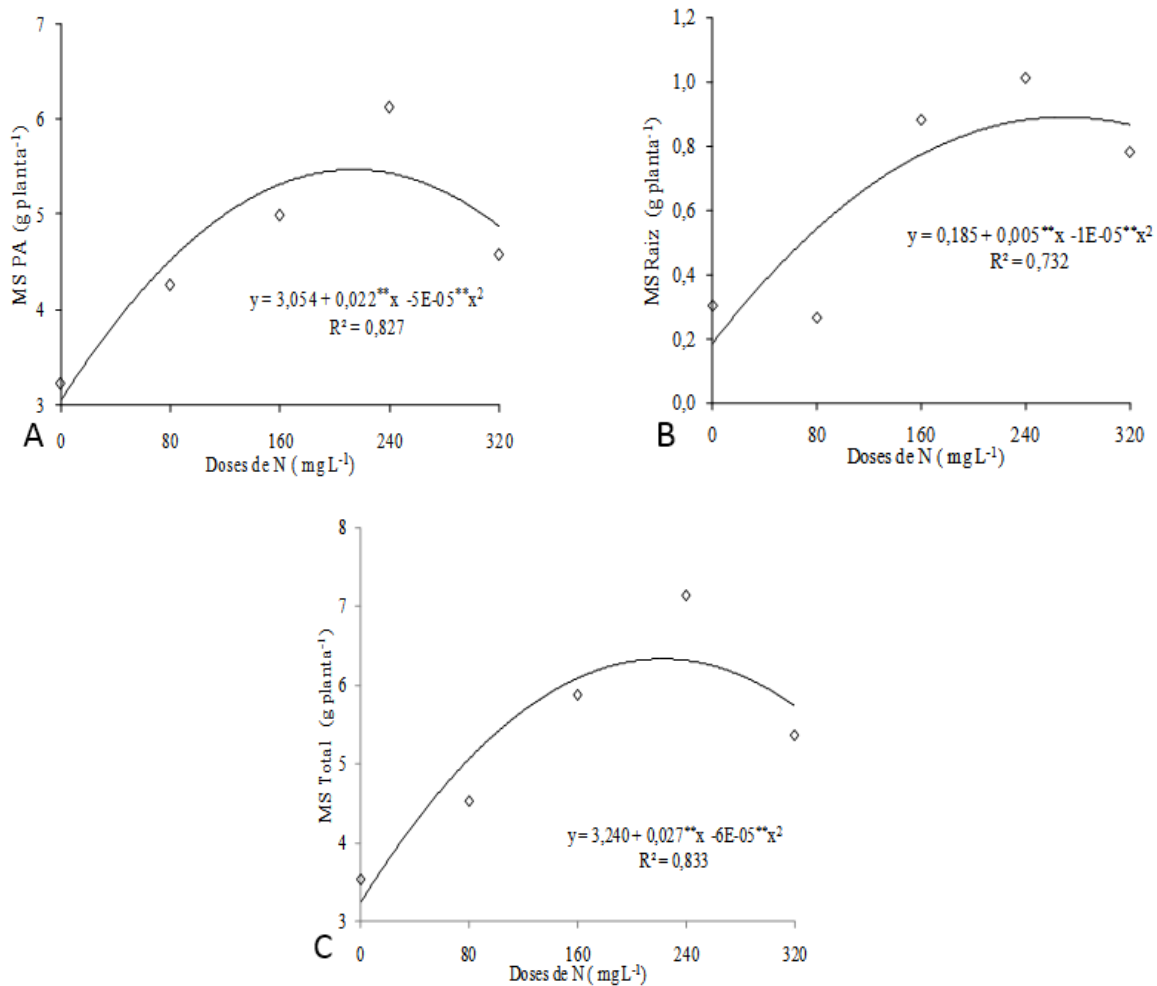 7
6
5
4
3
MS PA (g planta⁻¹)
y = 3,054 + 0,022**x -5E-05**x²
R² = 0,827
A
0 80 160 240 320
Doses de N ( mg L⁻¹)
1,2
1,0
0,8
0,6
0,4
0,2
0,0
MS Raiz (g planta⁻¹)
y = 0,185 + 0,005**x -1E-05**x²
R² = 0,732
B
0 80 160 240 320
Doses de N ( mg L⁻¹)
8
7
6
5
4
3
MS Total (g planta⁻¹)
y = 3,240 + 0,027**x -6E-05**x²
R² = 0,833
C
0 80 160 240 320
Doses de N ( mg L⁻¹)